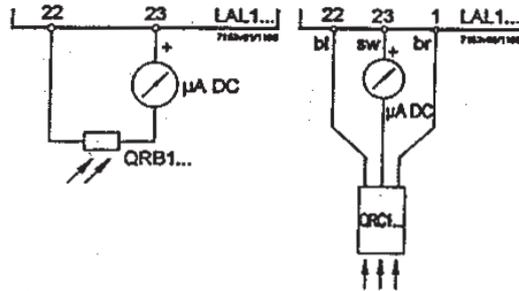 22 23 LAL1...
+
µA DC
QRB1...
22 23 1 LAL1...
bl sw + br
µA DC
QRC1...